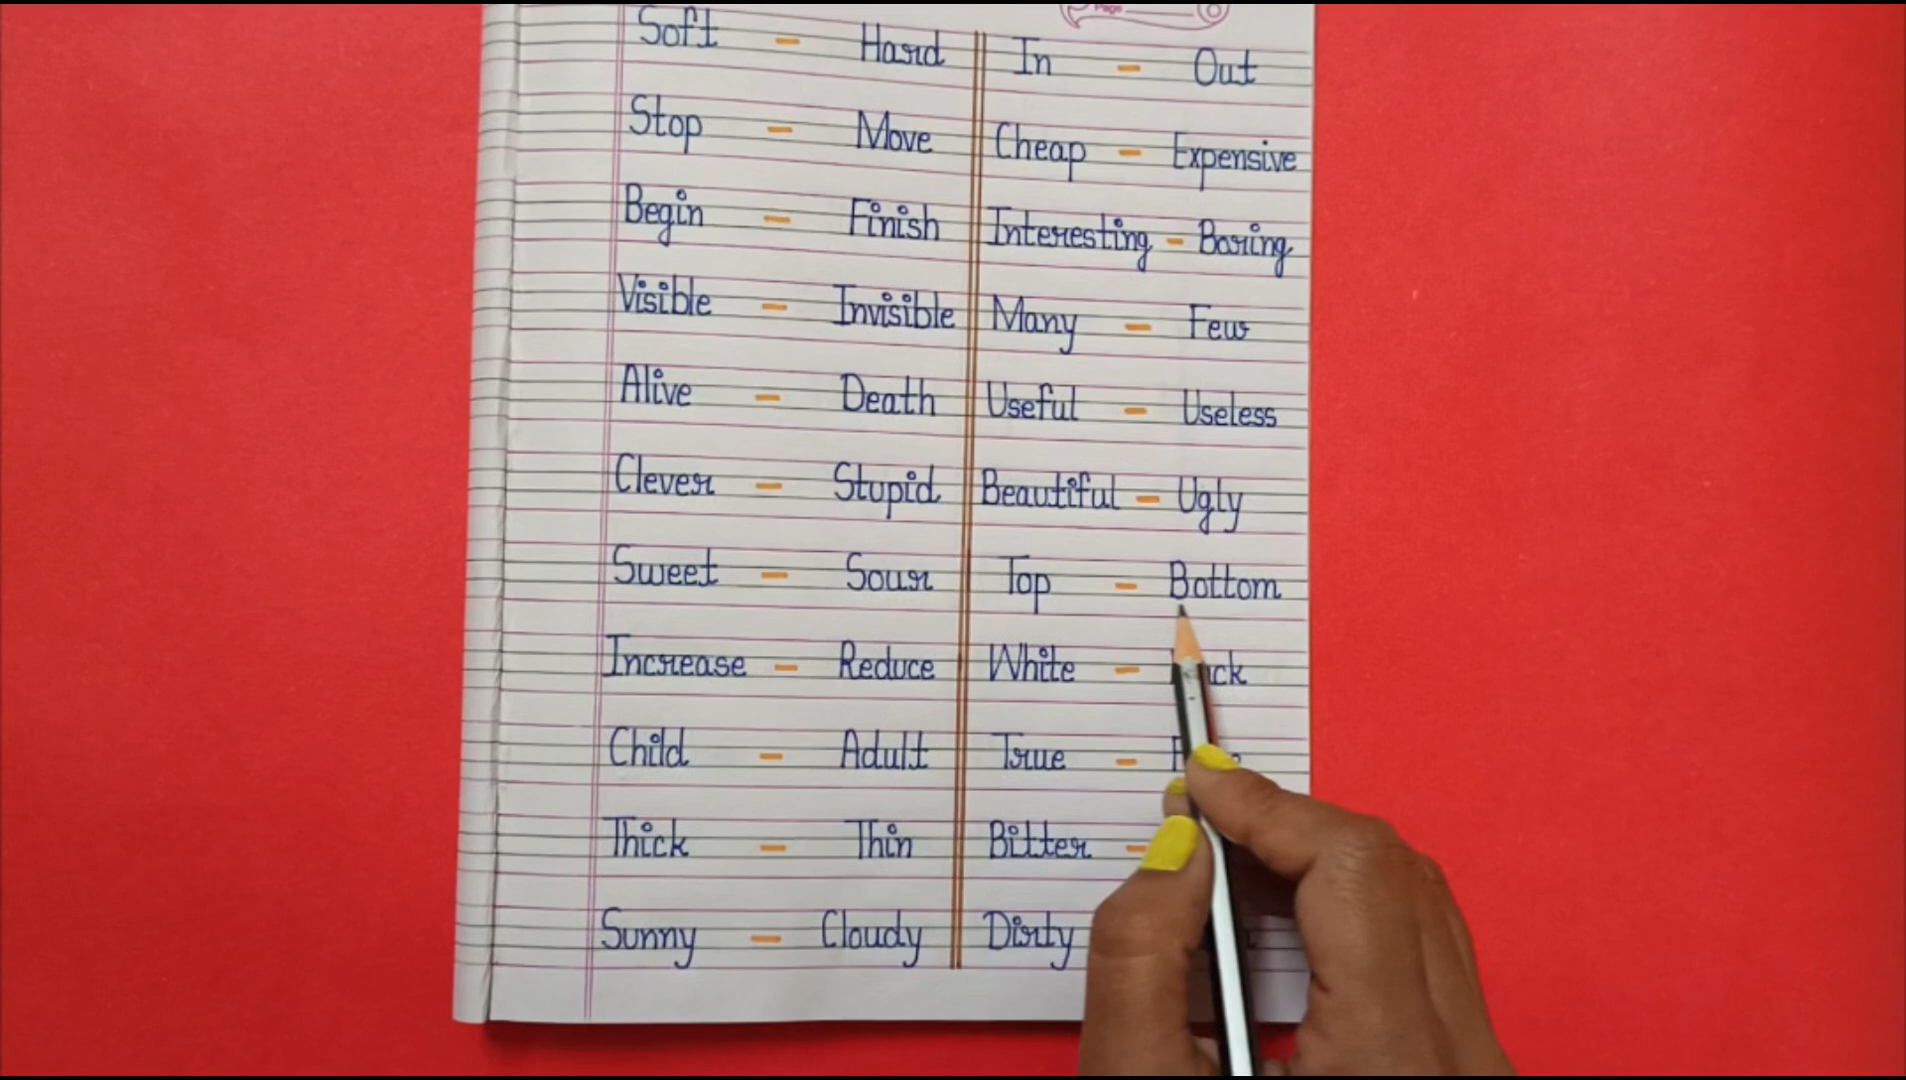 Page
Soft - Hard
Stop - Move
Begin - Finish
Visible - Invisible
Alive - Death
Clever - Stupid
Sweet - Sour
Increase - Reduce
Child - Adult
Thick - Thin
Sunny - Cloudy
In - Out
Cheap - Expensive
Interesting - Boring
Many - Few
Useful - Useless
Beautiful - Ugly
Top - Bottom
White -
True -
Bitter -
Dirty